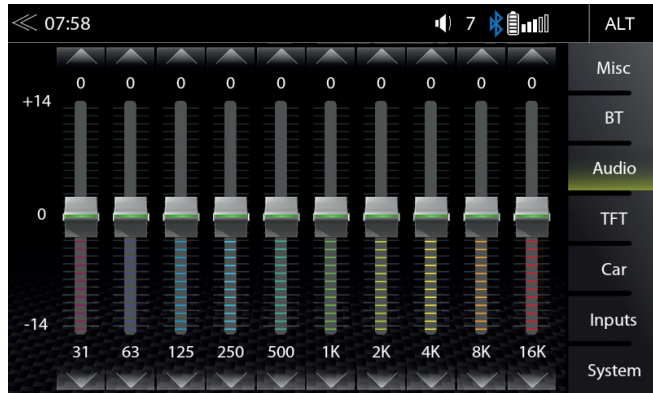 07:58 7 ALT
Misc
0 0 0 0 0 0 0 0 0 0
+14
BT
Audio
0
TFT
Car
-14
Inputs
31 63 125 250 500 1K 2K 4K 8K 16K
System